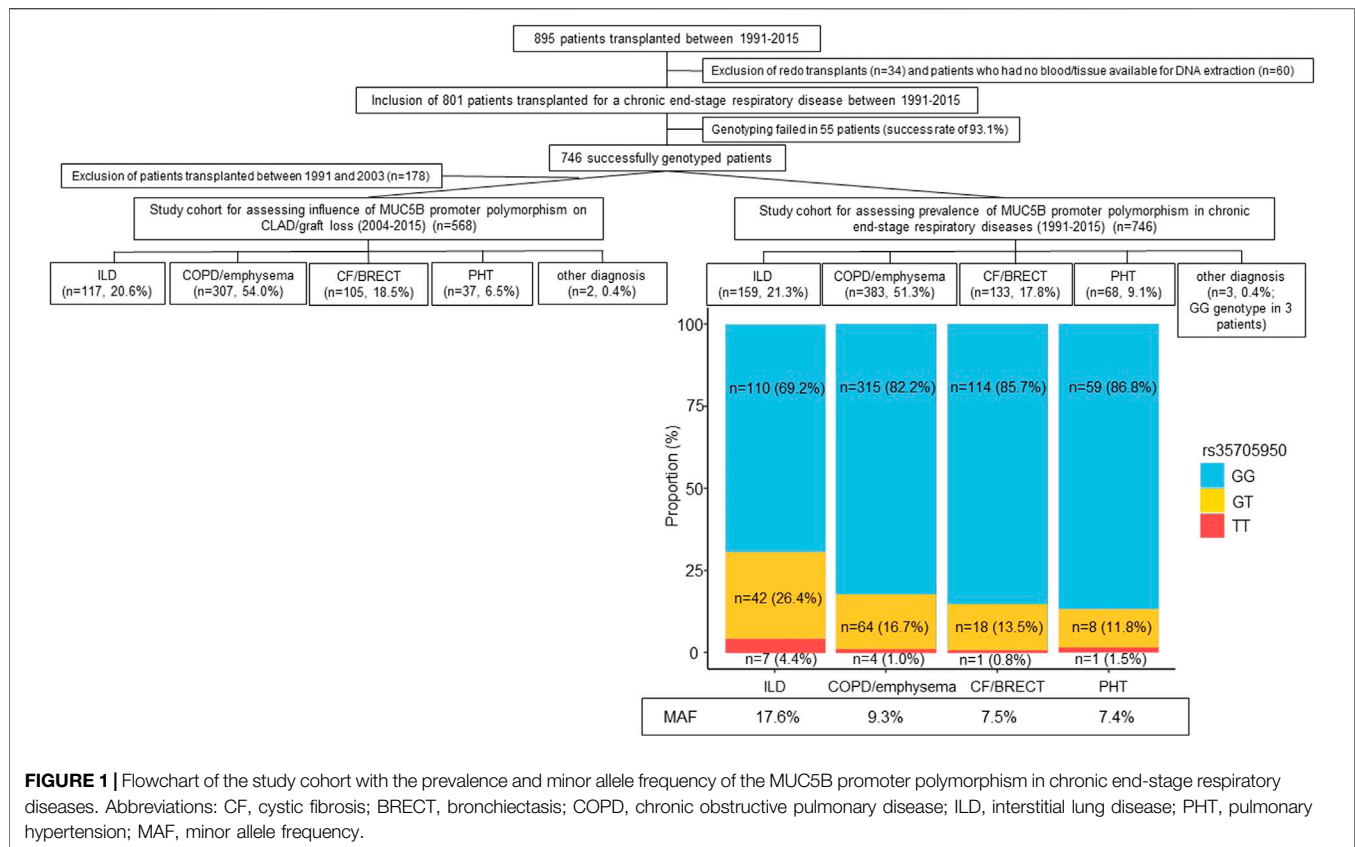 895 patients transplanted between 1991-2015
Exclusion of redo transplants (n=34) and patients who had no blood/tissue available for DNA extraction (n=60)
Inclusion of 801 patients transplanted for a chronic end-stage respiratory disease between 1991-2015
Genotyping failed in 55 patients (success rate of 93.1%)
746 successfully genotyped patients
Exclusion of patients transplanted between 1991 and 2003 (n=178)
Study cohort for assessing influence of MUC5B promoter polymorphism on
CLAD/graft loss (2004-2015) (n=568)
Study cohort for assessing prevalence of MUC5B promoter polymorphism in chronic
end-stage respiratory diseases (1991-2015) (n=746)
ILD
(n=117, 20.6%)
COPD/emphysema
(n=307, 54.0%)
CF/BRECT
(n=105, 18.5%)
PHT
(n=37, 6.5%)
other diagnosis
(n=2, 0.4%)
ILD
(n=159, 21.3%)
COPD/emphysema
(n=383, 51.3%)
CF/BRECT
(n=133, 17.8%)
PHT
(n=68, 9.1%)
other diagnosis
(n=3, 0.4%;
GG genotype in 3
patients)
Proportion (%)
100
75
50
25
0
n=110 (69.2%)
n=315 (82.2%)
n=114 (85.7%)
n=59 (86.8%)
n=42 (26.4%)
n=64 (16.7%)
n=18 (13.5%)
n=8 (11.8%)
n=7 (4.4%)
n=4 (1.0%)
n=1 (0.8%)
n=1 (1.5%)
ILD COPD/emphysema CF/BRECT PHT
rs35705950
GG
GT
TT
MAF 17.6% 9.3% 7.5% 7.4%
FIGURE 1 | Flowchart of the study cohort with the prevalence and minor allele frequency of the MUC5B promoter polymorphism in chronic end-stage respiratory
diseases. Abbreviations: CF, cystic fibrosis; BRECT, bronchiectasis; COPD, chronic obstructive pulmonary disease; ILD, interstitial lung disease; PHT, pulmonary
hypertension; MAF, minor allele frequency.